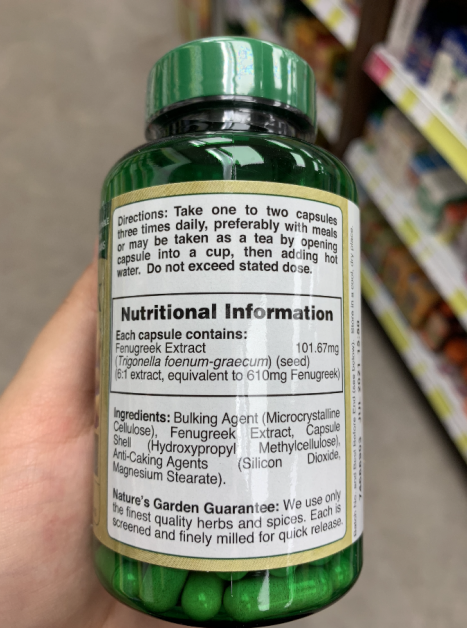 Directions: Take one to two capsules
three times daily, preferably with meals
or may be taken as a tea by opening
capsule into a cup, then adding hot
water. Do not exceed stated dose.
Nutritional Information
Each capsule contains:
Fenugreek Extract 101.67mg
(Trigonella foenum-graecum) (seed)
(6:1 extract, equivalent to 610mg Fenugreek)
Ingredients: Bulking Agent (Microcrystalline
Cellulose), Fenugreek Extract, Capsule
Shell (Hydroxypropyl Methylcellulose),
Anti-Caking Agents (Silicon Dioxide,
Magnesium Stearate).
Nature's Garden Guarantee: We use only
the finest quality herbs and spices. Each is
screened and finely milled for quick release.